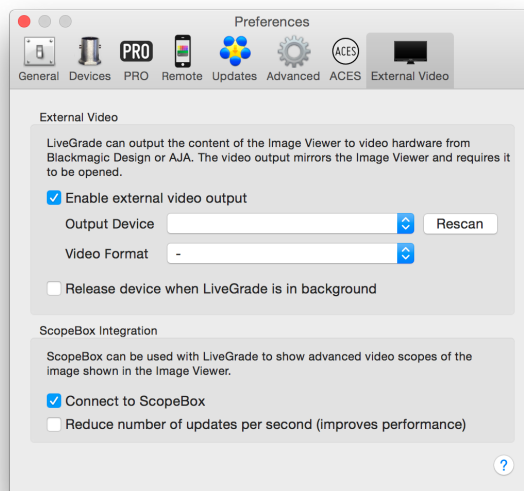 Preferences
PRO
ACES
General Devices PRO Remote Updates Advanced ACES External Video
External Video
LiveGrade can output the content of the Image Viewer to video hardware from
Blackmagic Design or AJA. The video output mirrors the Image Viewer and requires it
to be opened.
Enable external video output
Output Device Rescan
Video Format -
Release device when LiveGrade is in background
ScopeBox Integration
ScopeBox can be used with LiveGrade to show advanced video scopes of the
image shown in the Image Viewer.
Connect to ScopeBox
Reduce number of updates per second (improves performance)
?